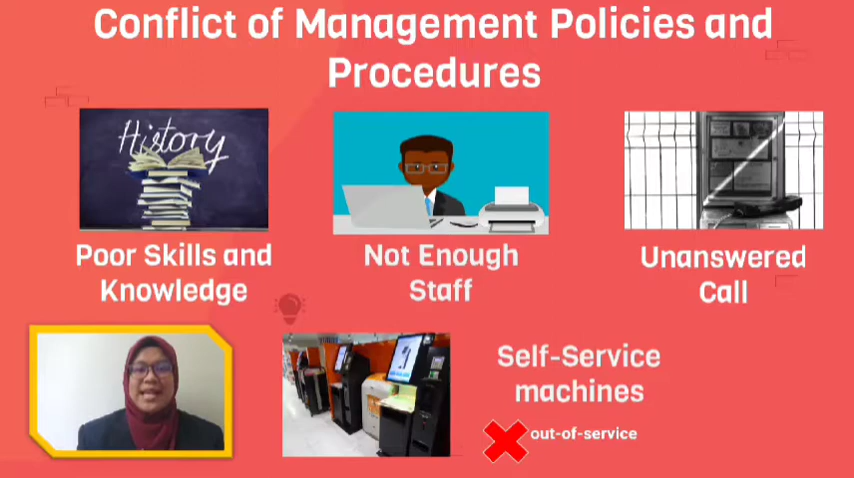 Conflict of Management Policies and
Procedures
History
Poor Skills and
Knowledge
Not Enough
Staff
Unanswered
Call
Self-Service
machines
out-of-service